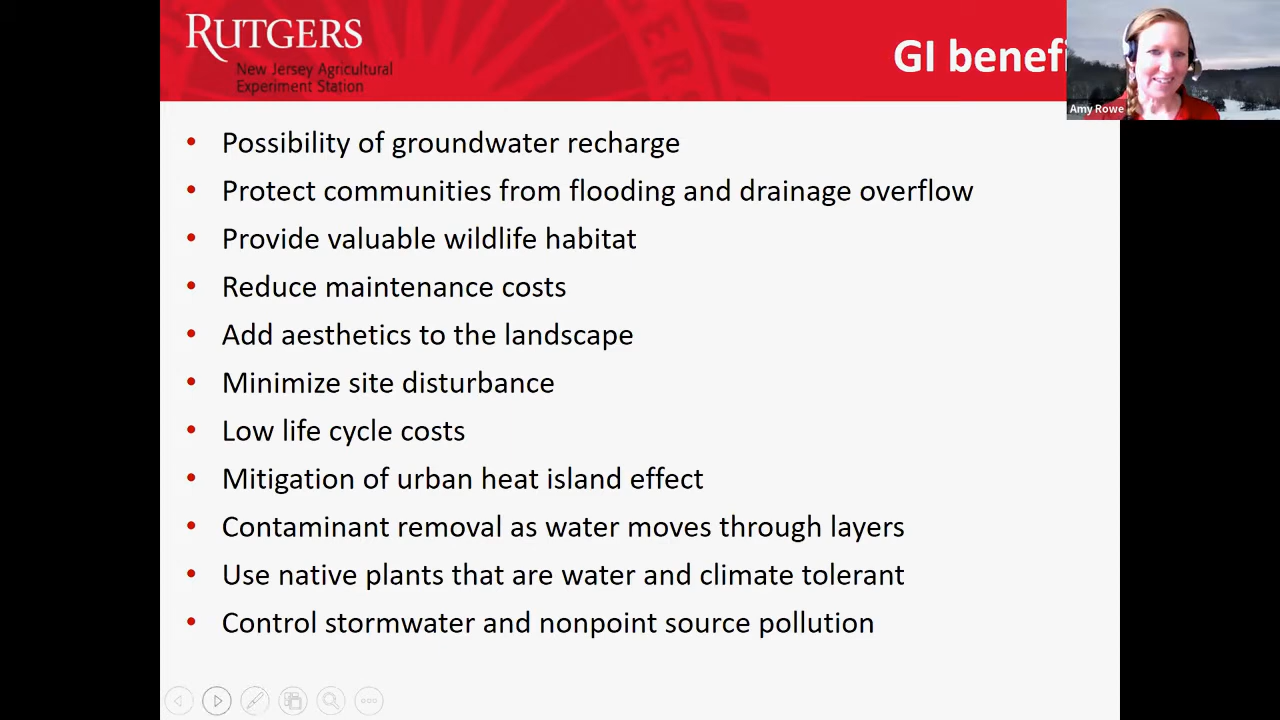 RUTGERS
New Jersey Agricultural
Experiment Station
GI benefi
Amy Rowe
• Possibility of groundwater recharge
• Protect communities from flooding and drainage overflow
• Provide valuable wildlife habitat
• Reduce maintenance costs
• Add aesthetics to the landscape
• Minimize site disturbance
• Low life cycle costs
• Mitigation of urban heat island effect
• Contaminant removal as water moves through layers
• Use native plants that are water and climate tolerant
• Control stormwater and nonpoint source pollution